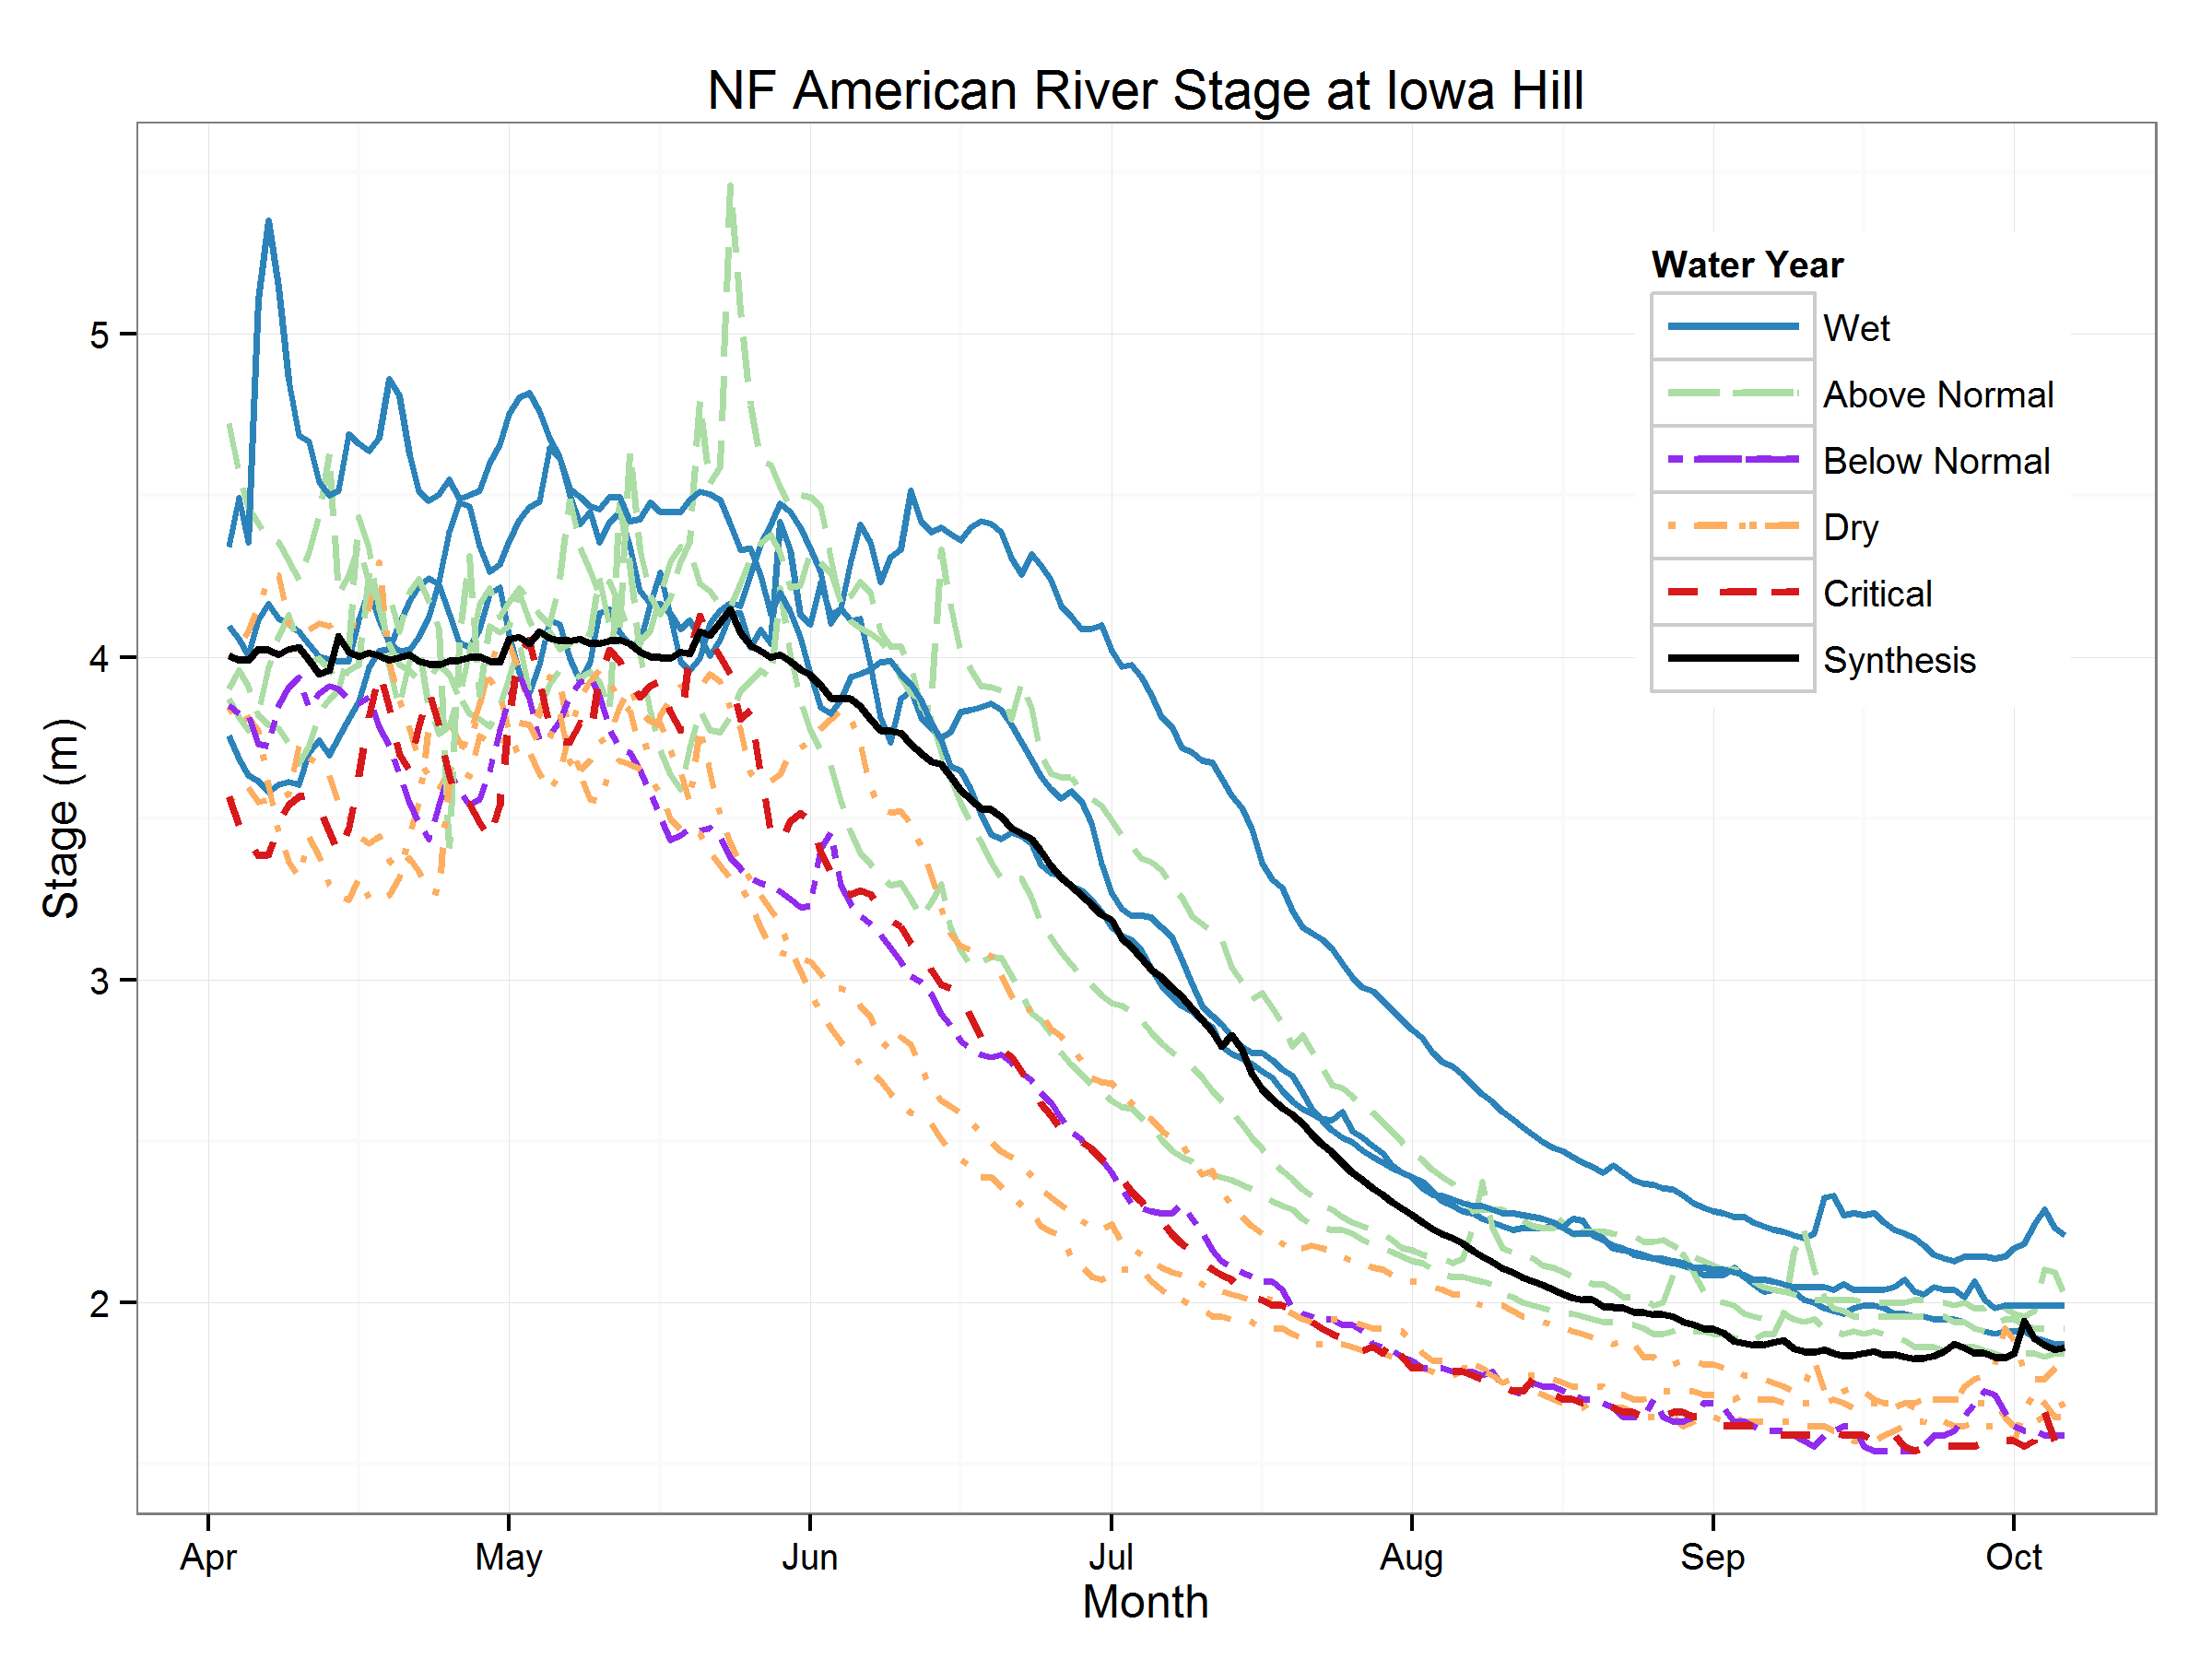 NF American River Stage at Iowa Hill
Stage (m)
5
4
3
2
Water Year
Wet
Above Normal
Below Normal
Dry
Critical
Synthesis
Apr May Jun Jul Aug Sep Oct
Month